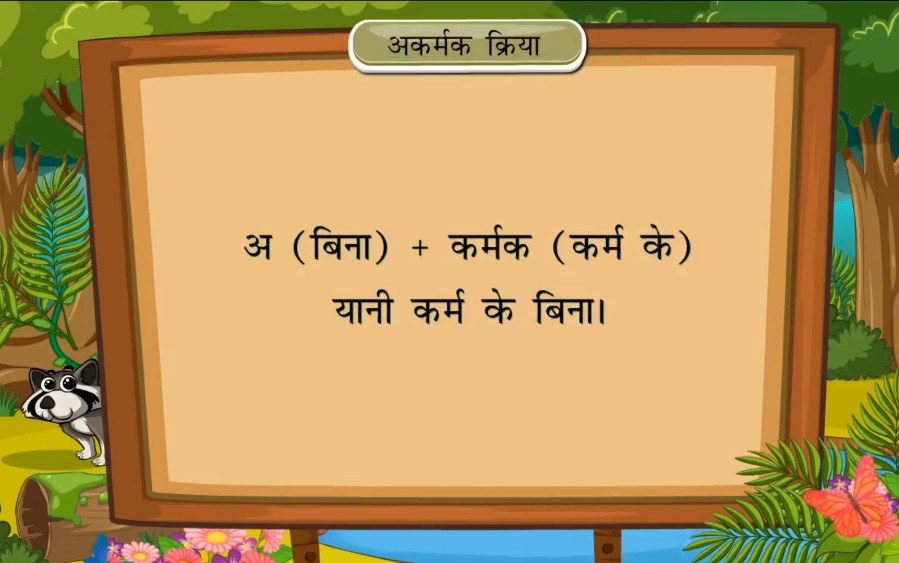 अकर्मक क्रिया
अ (बिना) + कर्मक (कर्म के)
यानी कर्म के बिना।